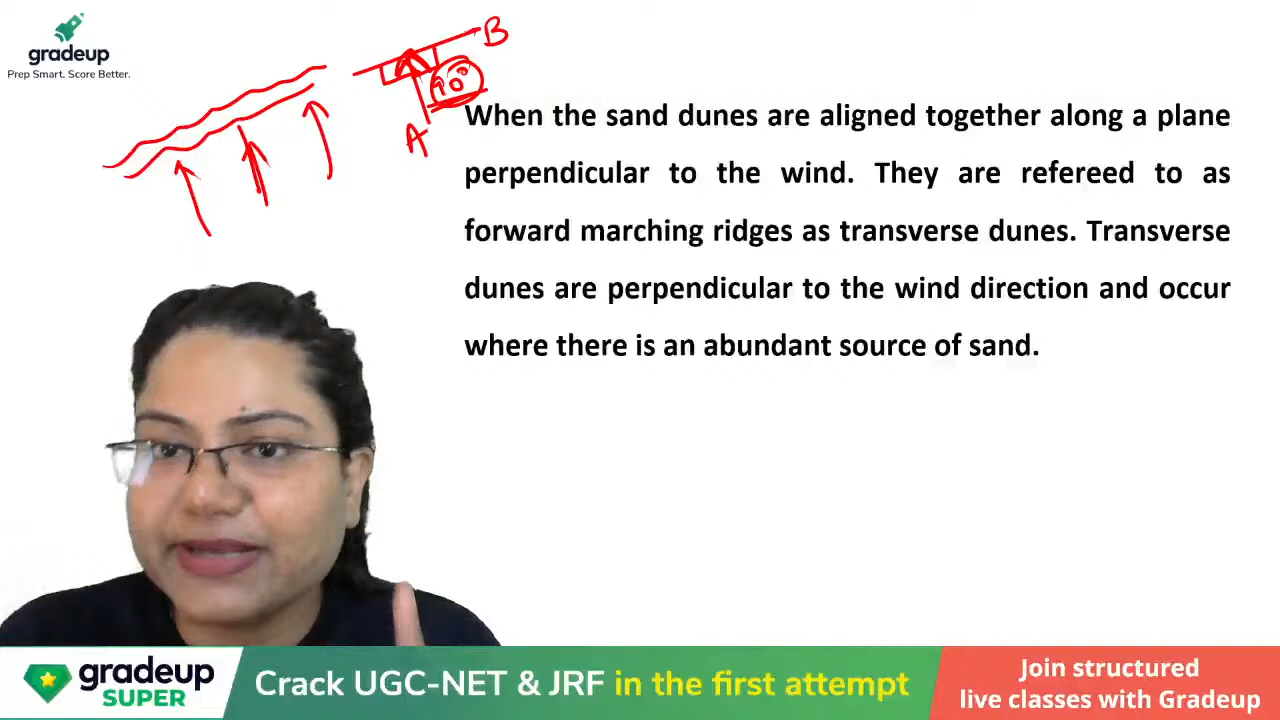 gradeup
Prep Smart. Score Better.
B
90°
A
When the sand dunes are aligned together along a plane
perpendicular to the wind. They are refereed to as
forward marching ridges as transverse dunes. Transverse
dunes are perpendicular to the wind direction and occur
where there is an abundant source of sand.
gradeup
SUPER
Crack UGC-NET & JRF in the first attempt
Join structured
live classes with Gradeup